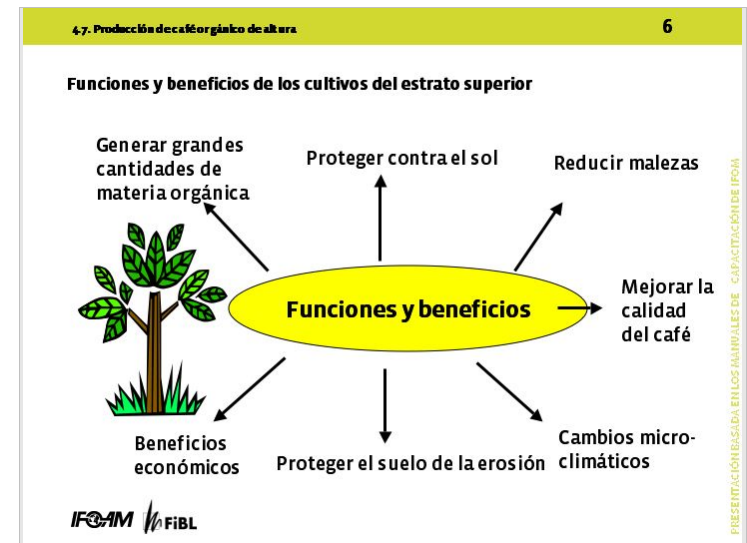 4.7. Producción de café orgánico de altura
6
Funciones y beneficios de los cultivos del estrato superior
Generar grandes
cantidades de
materia orgánica
Proteger contra el sol
Reducir malezas
Funciones y beneficios
Mejorar la
calidad
del café
Beneficios
económicos
Proteger el suelo de la erosión
Cambios micro-
climáticos
IFOAM
FiBL
PRESENTACIÓN BASADA EN LOS MANUALES DE CAPACITACIÓN DE IFOM